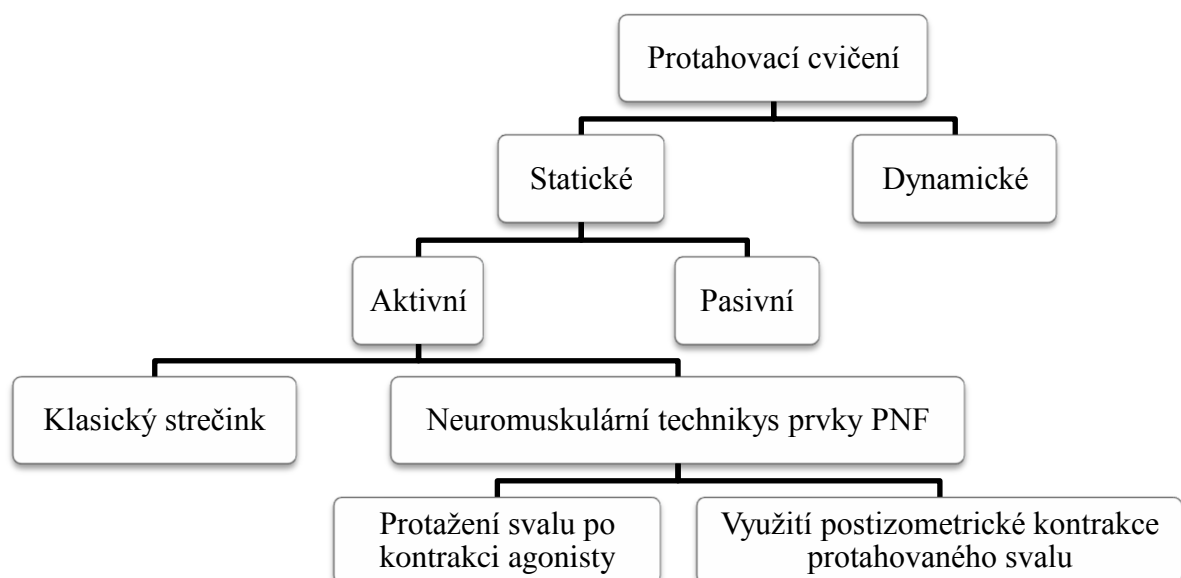 Protahovací cvičení
Statické
Dynamické
Aktivní
Pasivní
Klasický strečink
Neuromuskulární technikys prvky PNF
Protažení svalu po
kontrakci agonisty
Využití postizometrické kontrakce
protahovaného svalu